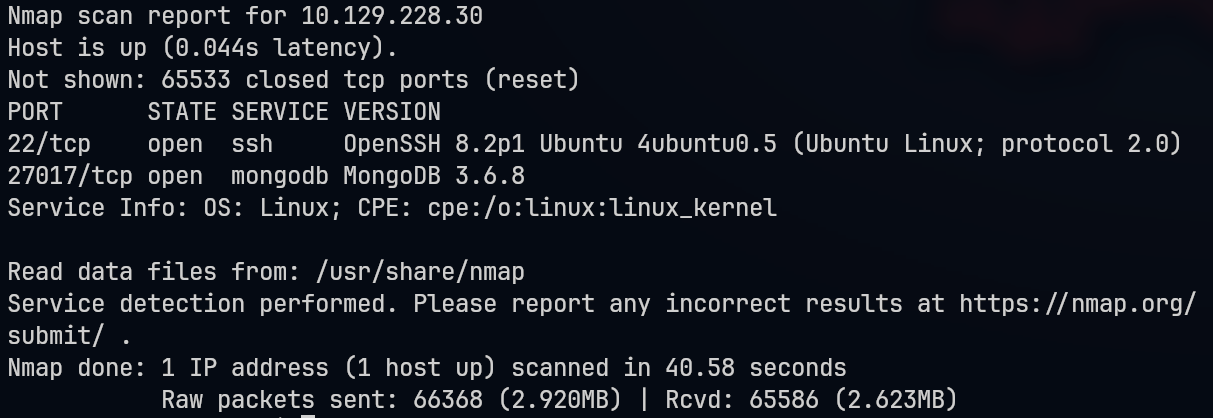 Nmap scan report for 10.129.228.30
Host is up (0.044s latency).
Not shown: 65533 closed tcp ports (reset)
PORT      STATE SERVICE VERSION
22/tcp    open  ssh     OpenSSH 8.2p1 Ubuntu 4ubuntu0.5 (Ubuntu Linux; protocol 2.0)
27017/tcp open  mongodb MongoDB 3.6.8
Service Info: OS: Linux; CPE: cpe:/o:linux:linux_kernel
Read data files from: /usr/share/nmap
Service detection performed. Please report any incorrect results at https://nmap.org/
submit/ .
Nmap done: 1 IP address (1 host up) scanned in 40.58 seconds
           Raw packets sent: 66368 (2.920MB) | Rcvd: 65586 (2.623MB)